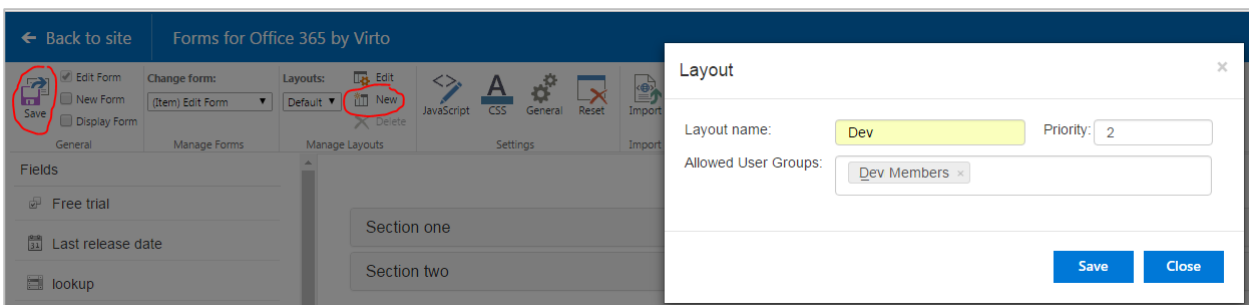 ← Back to site
Forms for Office 365 by Virto
Save
Edit Form
New Form
Display Form
General
Change form:
(Item) Edit Form
Manage Forms
Layouts:
Default
Edit
New
Delete
Manage Layouts
JavaScript
CSS
General
Reset
Settings
Import
Import
Fields
Free trial
Last release date
lookup
Section one
Section two
Layout
×
Layout name:
Dev
Priority:
2
Allowed User Groups:
Dev Members ×
Save
Close